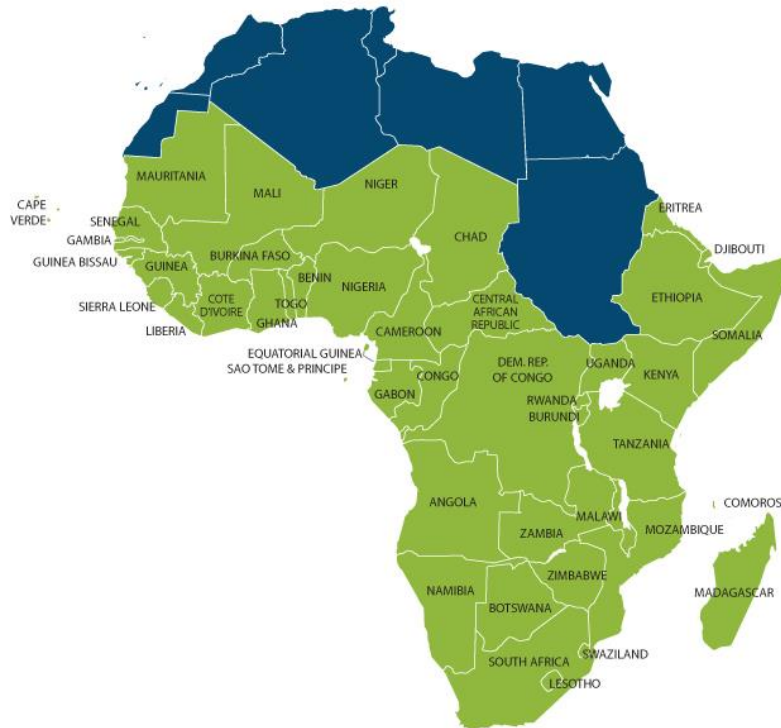 MAURITANIA
MALI
NIGER
CHAD
ERITREA
CAPE
VERDE
SENEGAL
GAMBIA
GUINEA BISSAU
GUINEA
BURKINA FASO
BENIN
NIGERIA
DJIBOUTI
ETHIOPIA
SOMALIA
SIERRA LEONE
LIBERIA
COTE
D'IVOIRE
GHANA
TOGO
CAMEROON
CENTRAL
AFRICAN
REPUBLIC
EQUATORIAL GUINEA
SAO TOME & PRINCIPE
GABON
CONGO
DEM. REP.
OF CONGO
UGANDA
KENYA
RWANDA
BURUNDI
TANZANIA
ANGOLA
ZAMBIA
MALAWI
COMOROS
MOZAMBIQUE
NAMIBIA
BOTSWANA
ZIMBABWE
MADAGASCAR
SOUTH AFRICA
SWAZILAND
LESOTHO